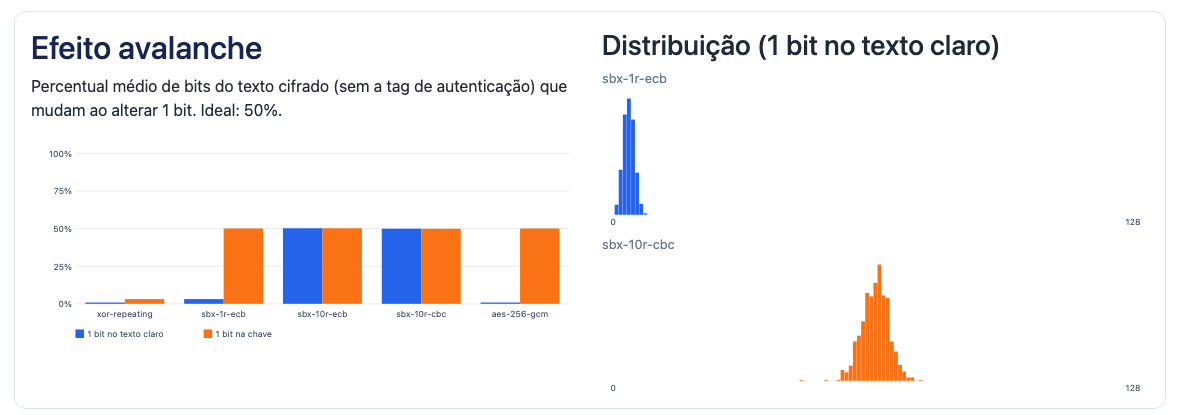 Efeito avalanche
Percentual médio de bits do texto cifrado (sem a tag de autenticação) que
mudam ao alterar 1 bit. Ideal: 50%.
100%
75%
50%
25%
0%
xor-repeating
sbx-1r-ecb
sbx-10r-ecb
sbx-10r-cbc
aes-256-gcm
1 bit no texto claro
1 bit na chave
Distribuição (1 bit no texto claro)
sbx-1r-ecb
0
128
sbx-10r-cbc
0
128